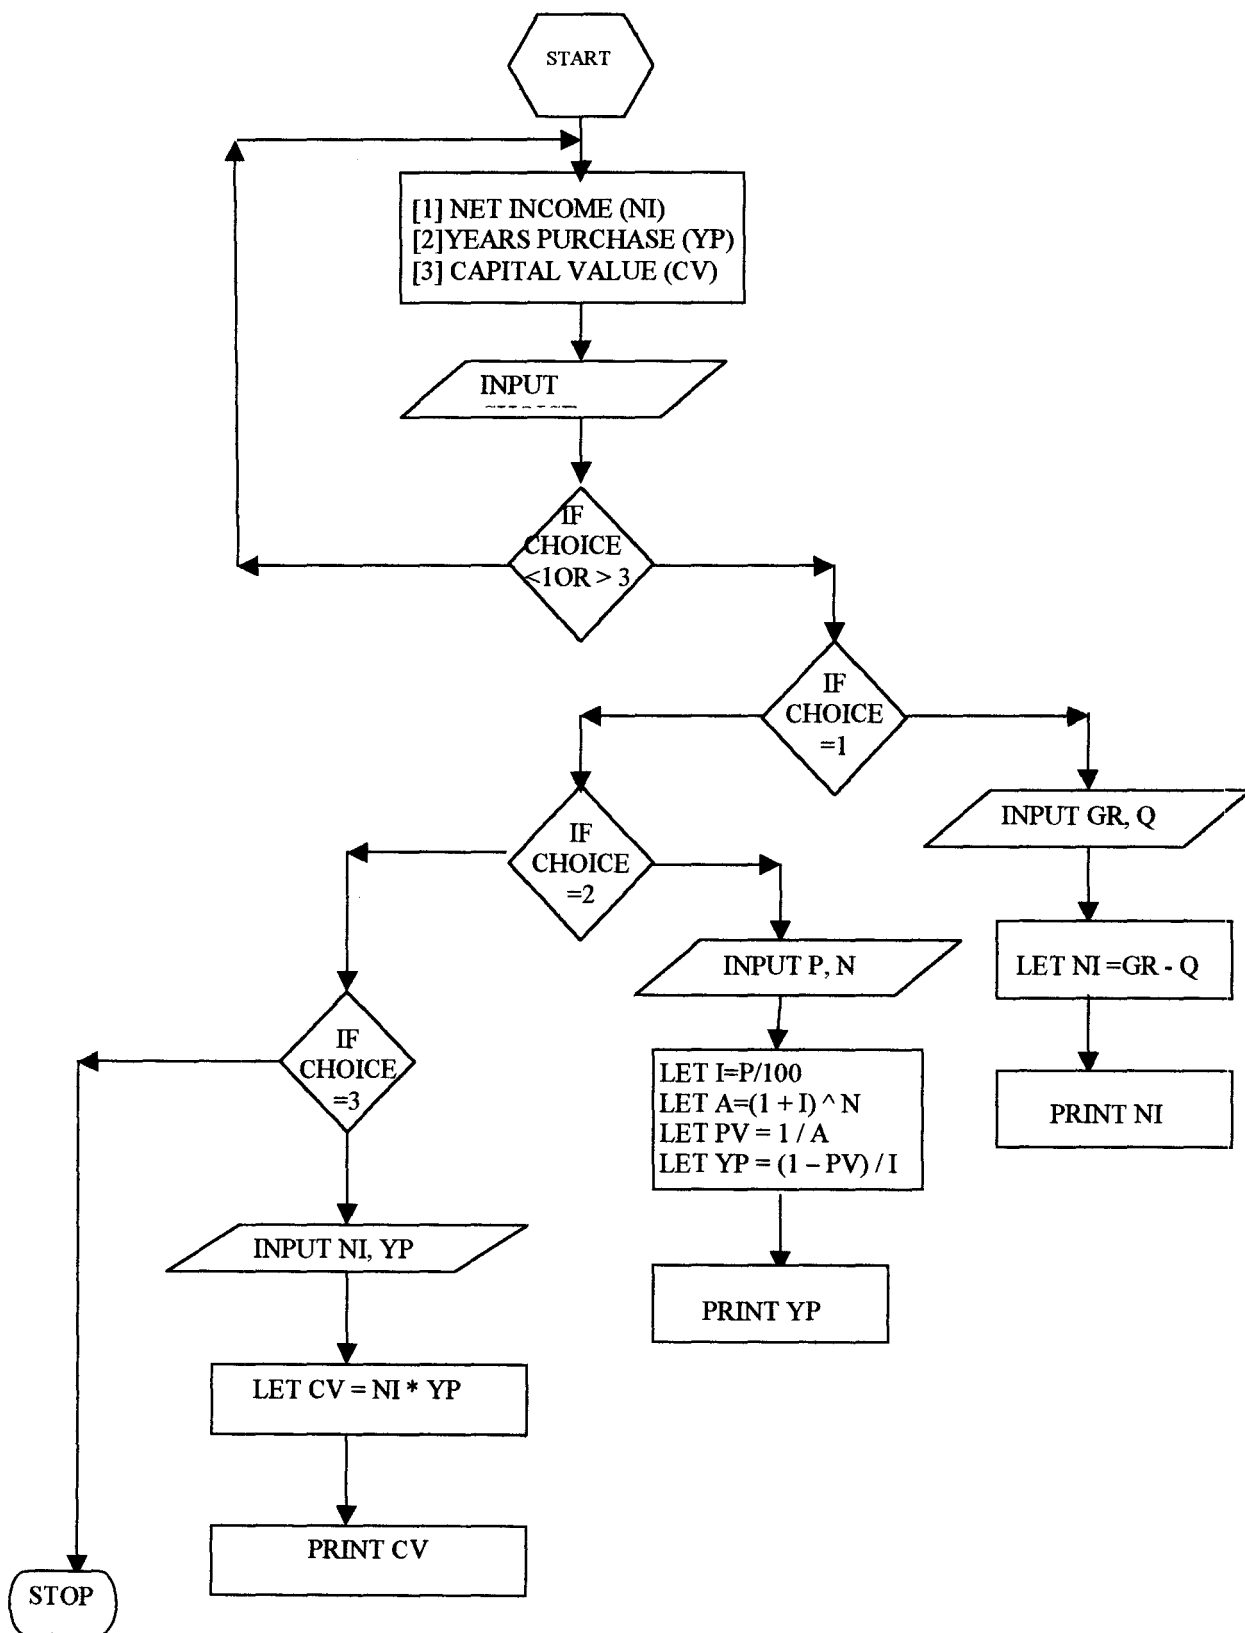 START
[1] NET INCOME (NI)
[2]YEARS PURCHASE (YP)
[3] CAPITAL VALUE (CV)
INPUT
IF
CHOICE
<1OR > 3
IF
CHOICE
=1
IF
CHOICE
=2
INPUT GR, Q
LET NI =GR - Q
PRINT NI
INPUT P, N
LET I=P/100
LET A=(1 + I) ^ N
LET PV = 1 / A
LET YP = (1 – PV) / I
PRINT YP
IF
CHOICE
=3
INPUT NI, YP
LET CV = NI * YP
PRINT CV
STOP